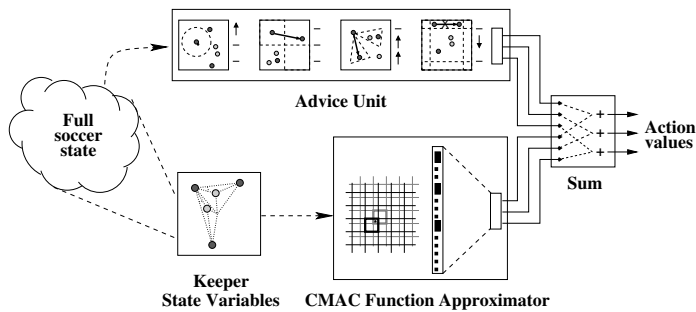 Advice Unit
Full
soccer
state
Action
values
Sum
Keeper
State Variables
CMAC Function Approximator
+
+
+